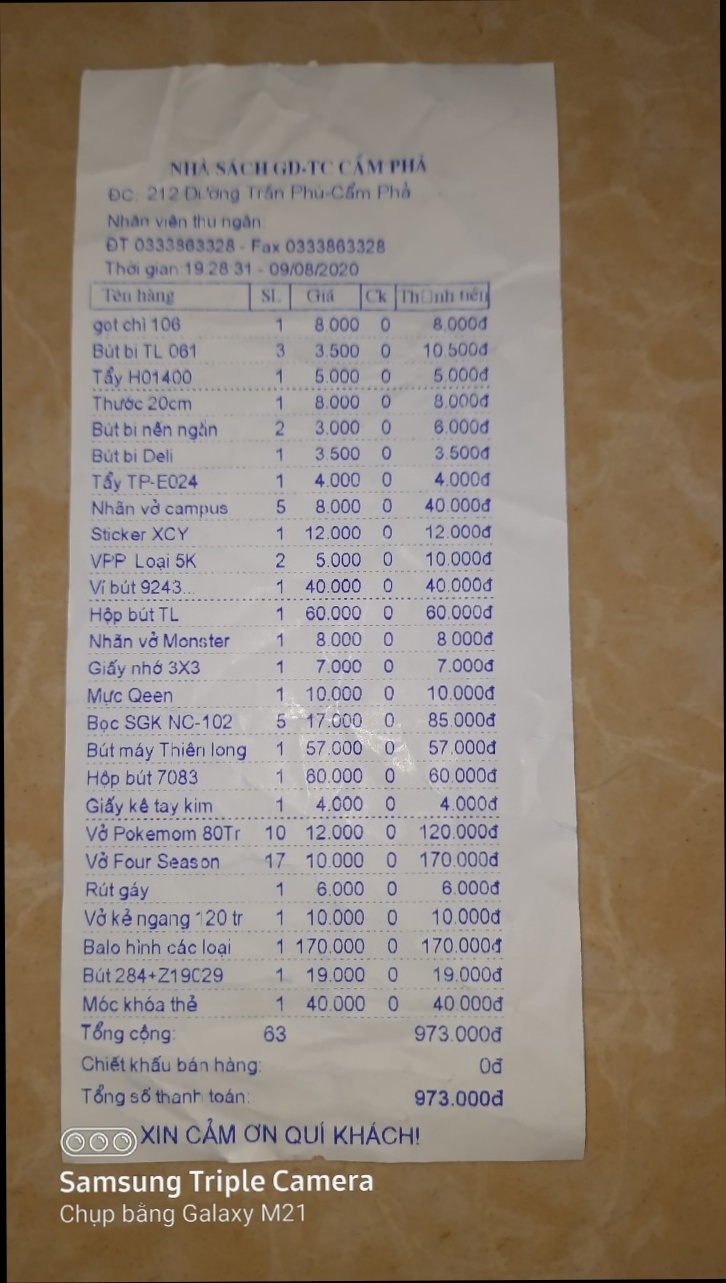 NHÀ SÁCH GD-TC CẨM PHẢ
ĐC: 212 Đường Trần Phú-Cẩm Phả
Nhân viên thu ngân:
ĐT 0333863328 - Fax 0333863328
Thời gian 19:28:31 - 09/08/2020
Tên hàng SL Giá Ck Th□nh tiền
gọt chì 106 1 8.000 0 8.000đ
Bút bi TL 061 3 3.500 0 10.500đ
Tẩy H01400 1 5.000 0 5.000đ
Thước 20cm 1 8.000 0 8.000đ
Bút bi nến ngắn 2 3.000 0 6.000đ
Bút bi Deli 1 3.500 0 3.500đ
Tẩy TP-E024 1 4.000 0 4.000đ
Nhãn vở campus 5 8.000 0 40.000đ
Sticker XCY 1 12.000 0 12.000đ
VPP Loại 5K 2 5.000 0 10.000đ
Ví bút 9243... 1 40.000 0 40.000đ
Hộp bút TL 1 60.000 0 60.000đ
Nhãn vở Monster 1 8.000 0 8.000đ
Giấy nhớ 3X3 1 7.000 0 7.000đ
Mực Qeen 1 10.000 0 10.000đ
Bọc SGK NC-102 5 17.000 0 85.000đ
Bút máy Thiên long 1 57.000 0 57.000đ
Hộp bút 7083 1 60.000 0 60.000đ
Giấy kê tay kim 1 4.000 0 4.000đ
Vở Pokemom 80Tr 10 12.000 0 120.000đ
Vở Four Season 17 10.000 0 170.000đ
Rút gáy 1 6.000 0 6.000đ
Vở kẻ ngang 120 tr 1 10.000 0 10.000đ
Balo hình các loại 1 170.000 0 170.000đ
Bút 284+Z19029 1 19.000 0 19.000đ
Móc khóa thẻ 1 40.000 0 40.000đ
Tổng cộng: 63 973.000đ
Chiết khấu bán hàng: 0đ
Tổng số thanh toán: 973.000đ
XIN CẢM ƠN QUÍ KHÁCH!
Samsung Triple Camera
Chụp bằng Galaxy M21